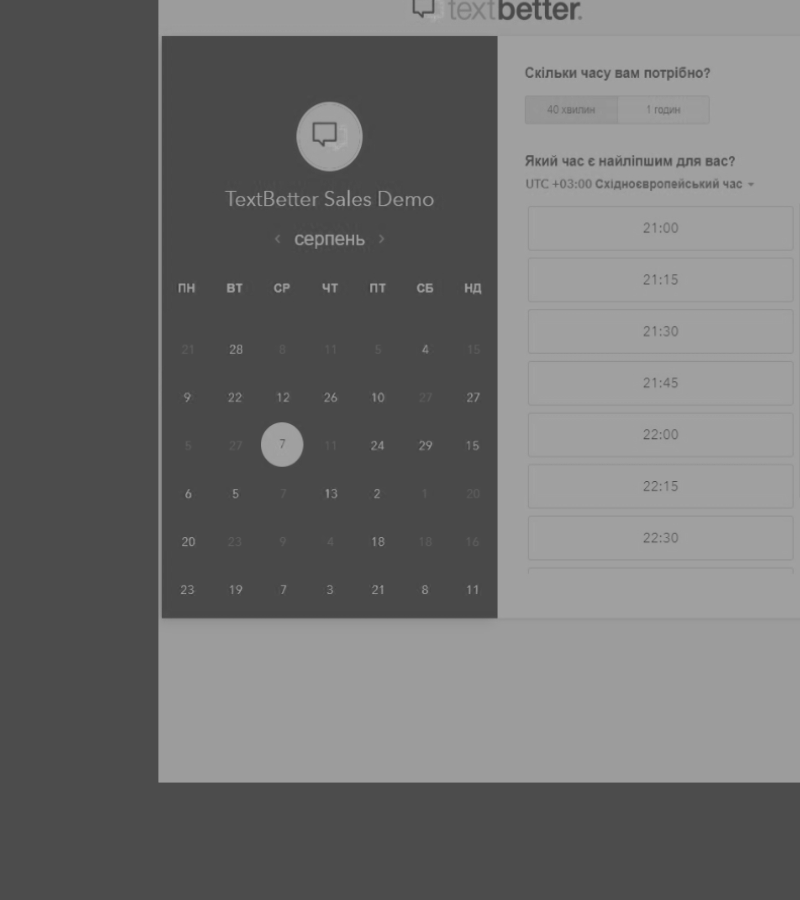 textbetter.
TextBetter Sales Demo
серпень
ПН ВТ СР ЧТ ПТ СБ НД
21 28 8 11 5 4 15
9 22 12 26 10 27 27
5 27 7 11 24 29 15
6 5 7 13 2 1 20
20 23 9 4 18 18 16
23 19 7 3 21 8 11
Скільки часу вам потрібно?
40 хвилин 1 годин
Який час є найліпшим для вас?
UTC +03:00 Східноєвропейський час
21:00
21:15
21:30
21:45
22:00
22:15
22:30